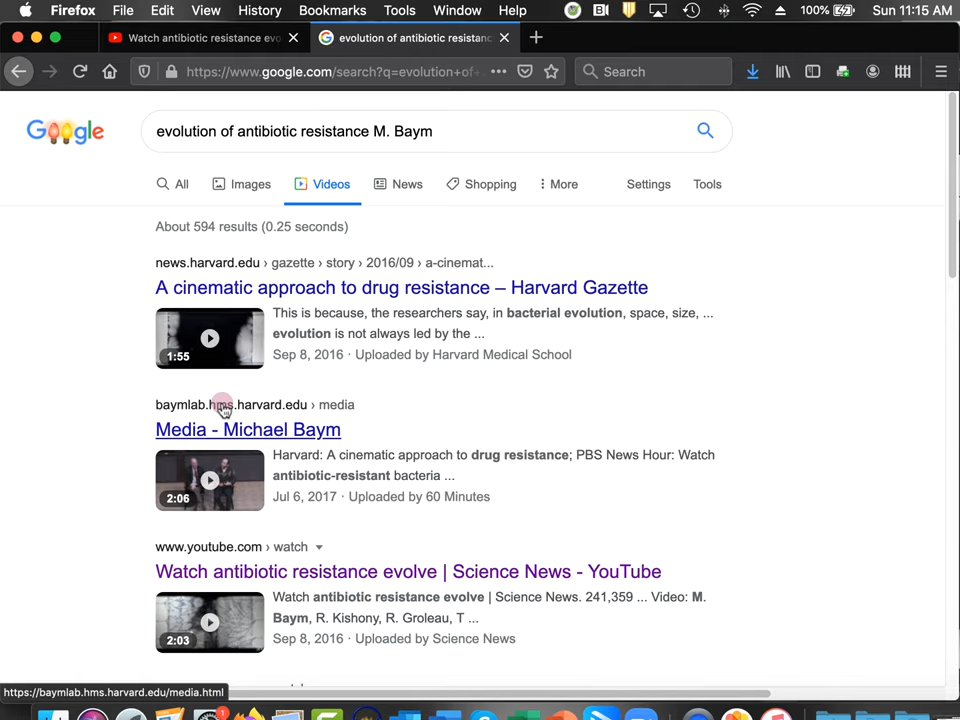 Firefox File Edit View History Bookmarks Tools Window Help 100% Sun 11:15 AM
Watch antibiotic resistance evo evolution of antibiotic resistanc
https://www.google.com/search?q=evolution+of+ Search
Google evolution of antibiotic resistance M. Baym
All Images Videos News Shopping More Settings Tools
About 594 results (0.25 seconds)
news.harvard.edu › gazette › story › 2016/09 › a-cinemat...
A cinematic approach to drug resistance – Harvard Gazette
This is because, the researchers say, in bacterial evolution, space, size, ...
evolution is not always led by the ...
1:55
Sep 8, 2016 · Uploaded by Harvard Medical School
baymlab.hms.harvard.edu › media
Media - Michael Baym
Harvard: A cinematic approach to drug resistance; PBS News Hour: Watch
antibiotic-resistant bacteria ...
2:06
Jul 6, 2017 · Uploaded by 60 Minutes
www.youtube.com › watch
Watch antibiotic resistance evolve | Science News - YouTube
Watch antibiotic resistance evolve | Science News. 241,359 ... Video: M.
Baym, R. Kishony, R. Groleau, T ...
2:03
Sep 8, 2016 · Uploaded by Science News
https://baymlab.hms.harvard.edu/media.html